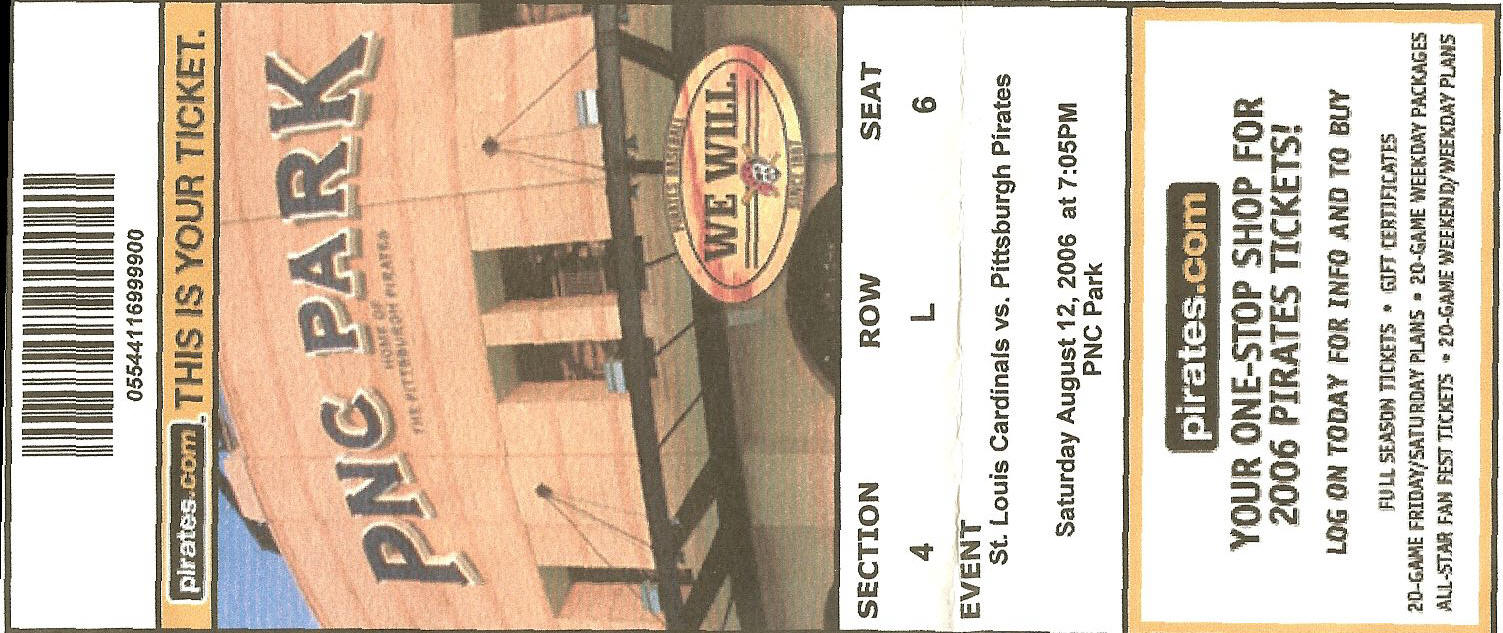 055441169999900
pirates.com THIS IS YOUR TICKET.
PNC PARK
HOME OF
THE PITTSBURGH PIRATES
PIRATES BASEBALL
WE WILL.
SECTION ROW SEAT
4 L 6
EVENT
St. Louis Cardinals vs. Pittsburgh Pirates
Saturday August 12, 2006 at 7:05PM
PNC Park
pirates.com
YOUR ONE-STOP SHOP FOR
2006 PIRATES TICKETS!
LOG ON TODAY FOR INFO AND TO BUY
FULL SEASON TICKETS • GIFT CERTIFICATES
20-GAME FRIDAY/SATURDAY PLANS • 20-GAME WEEKDAY PACKAGES
ALL-STAR FAN FEST TICKETS • 20-GAME WEEKEND/WEEKDAY PLANS